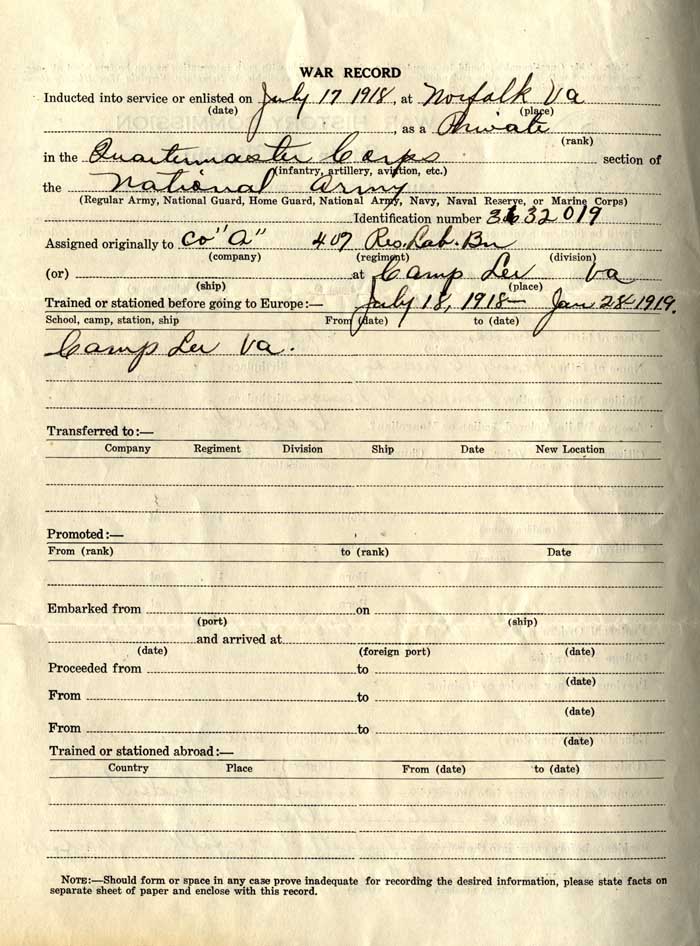 WAR RECORD
Inducted into service or enlisted on July 17 1918, at Norfolk Va
(date) (place)
, as a Private
(rank)
in the Quartermaster Corps section of
(infantry, artillery, aviation, etc.)
the National Army
(Regular Army, National Guard, Home Guard, National Army, Navy, Naval Reserve, or Marine Corps)
Identification number 3632019
Assigned originally to Co "A" 407 Res. Lab. Bn
(company) (regiment) (division)
(or) at Camp Lee Va
(ship) (place)
Trained or stationed before going to Europe:— July 18, 1918— Jan 28 1919.
School, camp, station, ship From (date) to (date)
Camp Lee Va.
Transferred to:—
Company Regiment Division Ship Date New Location
Promoted:—
From (rank) to (rank) Date
Embarked from on
(port) (ship)
and arrived at
(date) (foreign port) (date)
Proceeded from to
(date)
From to
(date)
From to
(date)
Trained or stationed abroad:—
Country Place From (date) to (date)
NOTE:—Should form or space in any case prove inadequate for recording the desired information, please state facts on
separate sheet of paper and enclose with this record.